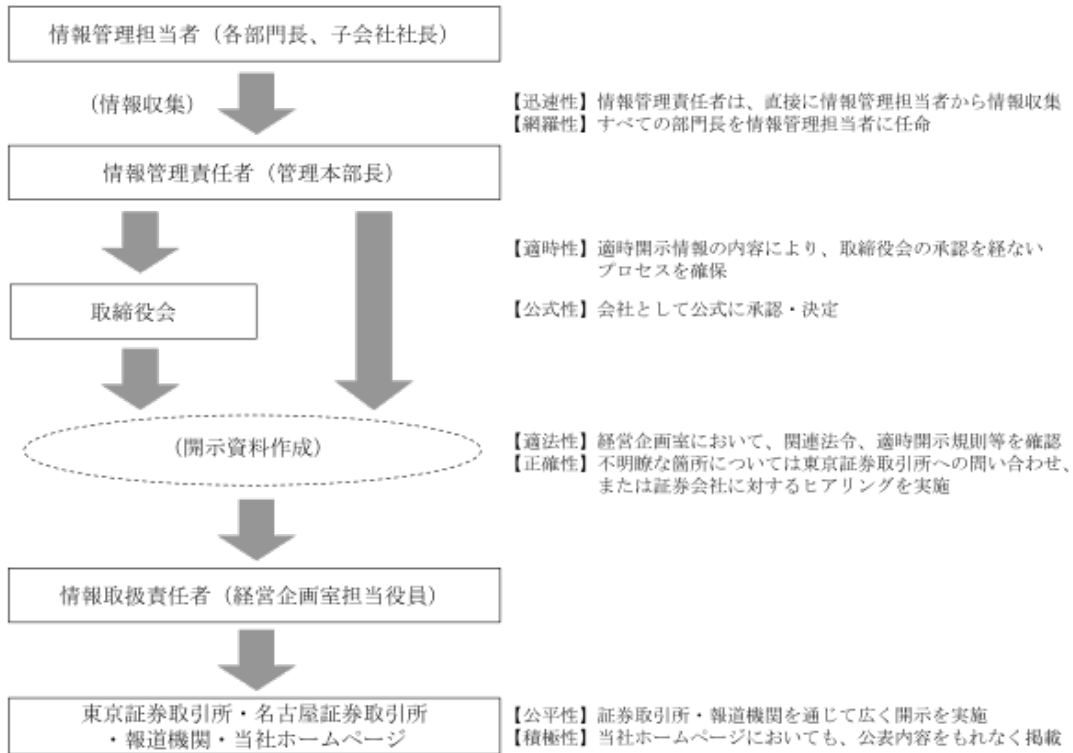 情報管理担当者（各部門長、子会社社長）
（情報収集）
【迅速性】情報管理責任者は、直接に情報管理担当者から情報収集
【網羅性】すべての部門長を情報管理担当者に任命
情報管理責任者（管理本部長）
【適時性】適時開示情報の内容により、取締役会の承認を経ない
プロセスを確保
取締役会
【公式性】会社として公式に承認・決定
（開示資料作成）
【適法性】経営企画室において、関連法令、適時開示規則等を確認
【正確性】不明瞭な箇所については東京証券取引所への問い合わせ、
または証券会社に対するヒアリングを実施
情報取扱責任者（経営企画室担当役員）
東京証券取引所・名古屋証券取引所
・報道機関・当社ホームページ
【公平性】証券取引所・報道機関を通じて広く開示を実施
【積極性】当社ホームページにおいても、公表内容をもれなく掲載